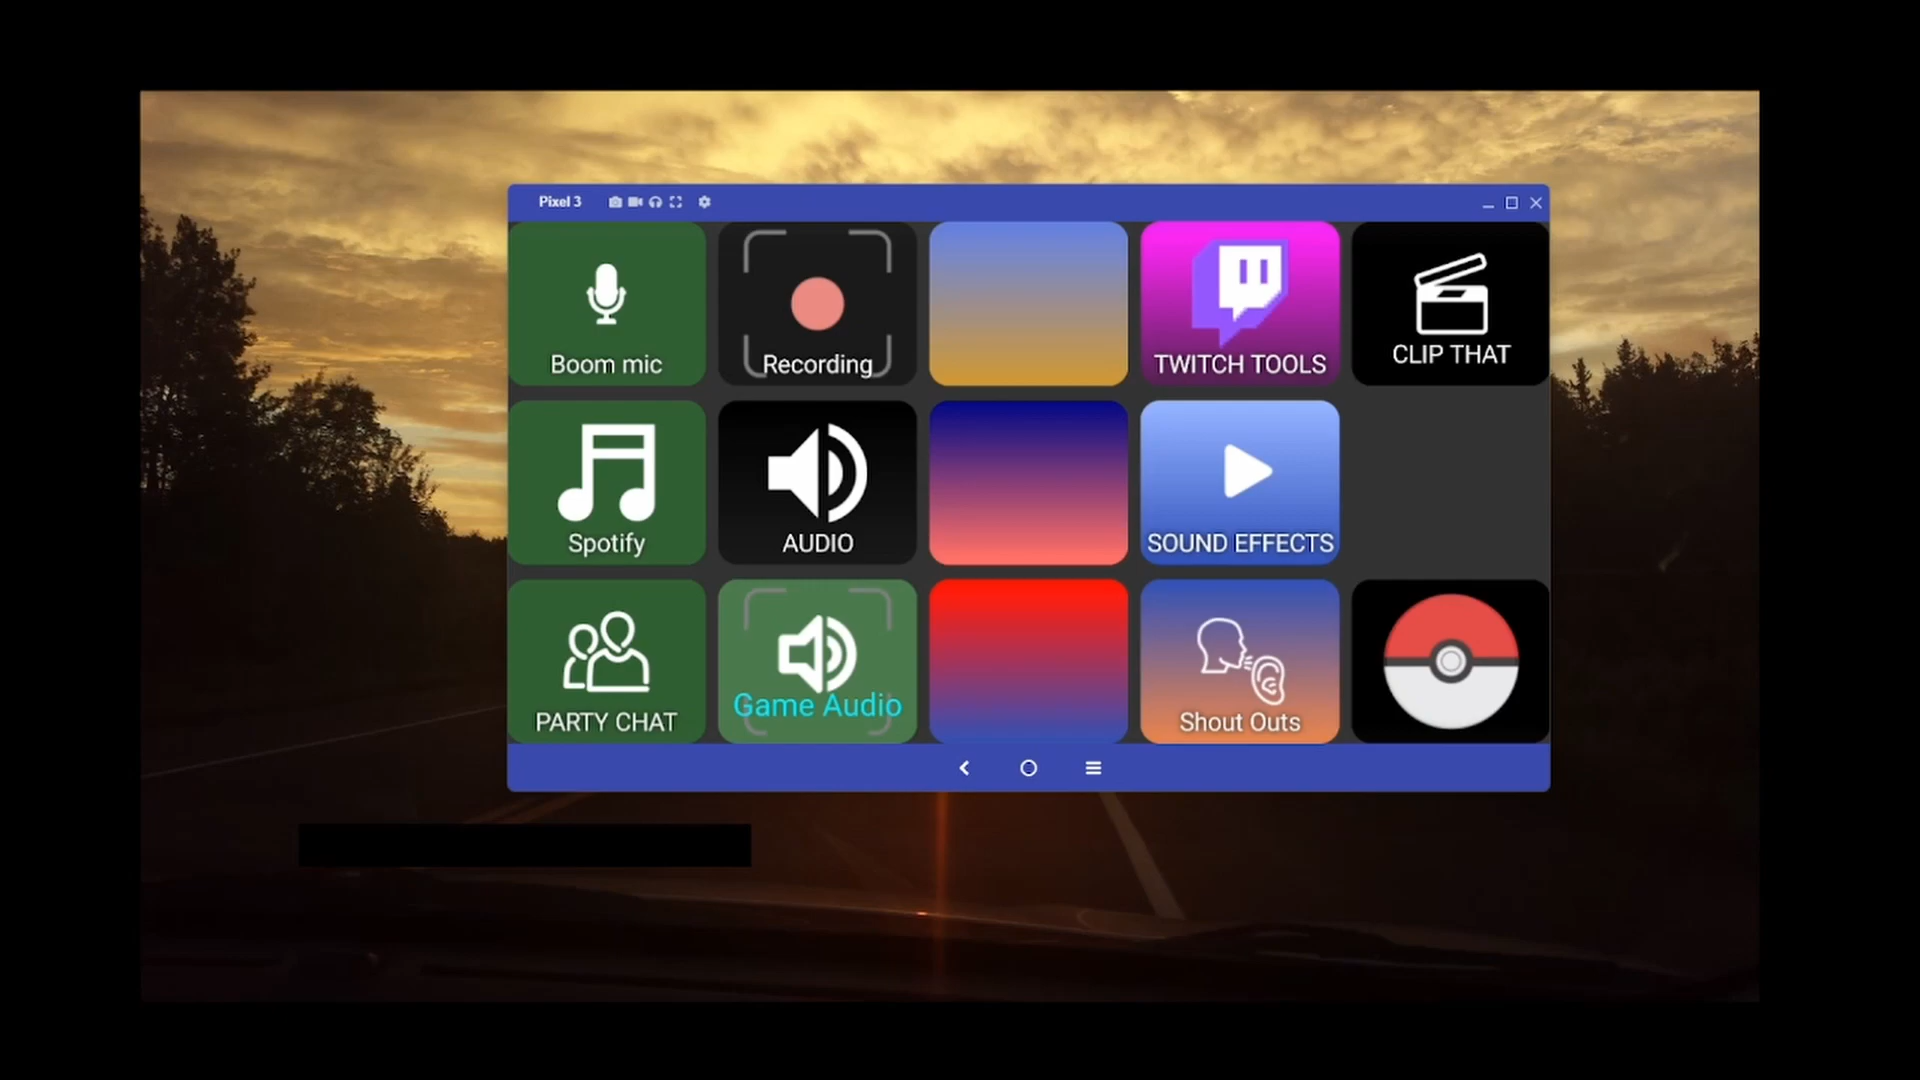 Pixel 3
Boom mic
Recording
TWITCH TOOLS
CLIP THAT
Spotify
AUDIO
SOUND EFFECTS
PARTY CHAT
Game Audio
Shout Outs